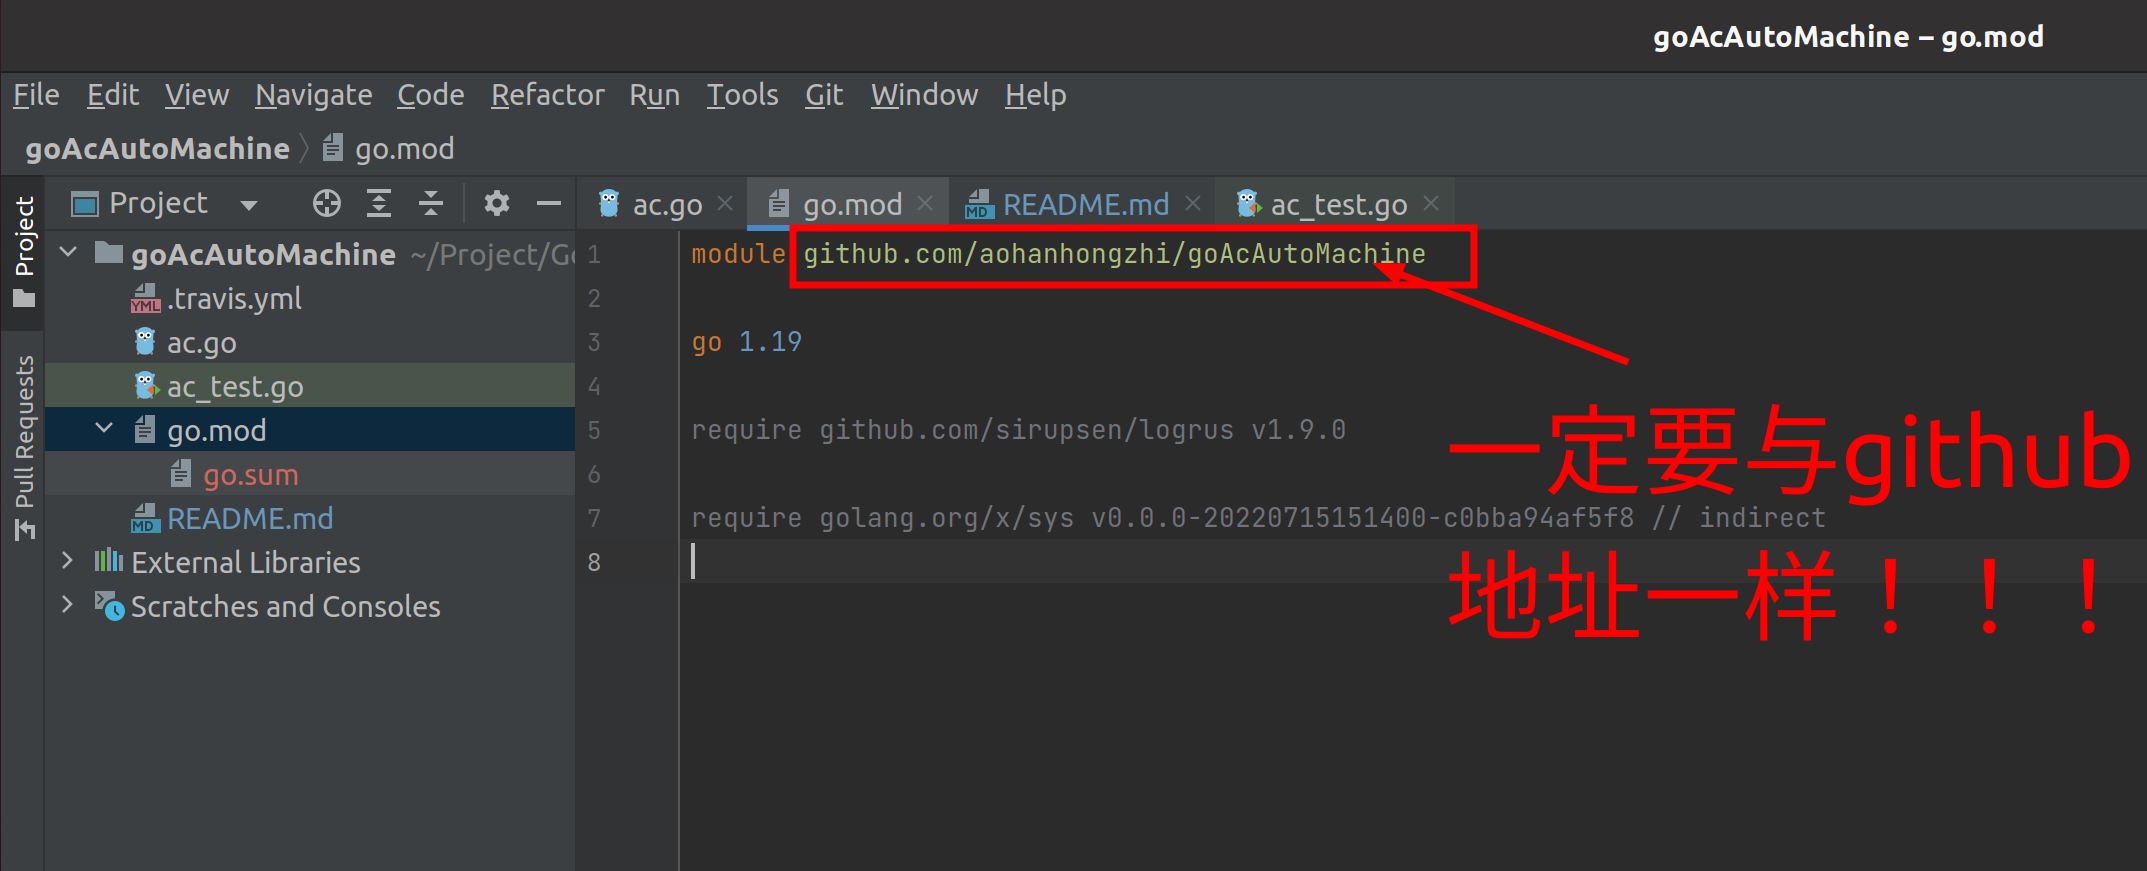 goAcAutoMachine – go.mod
File Edit View Navigate Code Refactor Run Tools Git Window Help
goAcAutoMachine go.mod
Project
Pull Requests
Project
goAcAutoMachine ~/Project/Go
.travis.yml
ac.go
ac_test.go
go.mod
go.sum
README.md
External Libraries
Scratches and Consoles
ac.go go.mod README.md ac_test.go
1 module github.com/aohanhongzhi/goAcAutoMachine
2
3 go 1.19
4
5 require github.com/sirupsen/logrus v1.9.0
6
7 require golang.org/x/sys v0.0.0-20220715151400-c0bba94af5f8 // indirect
8
一定要与github
地址一样！！！